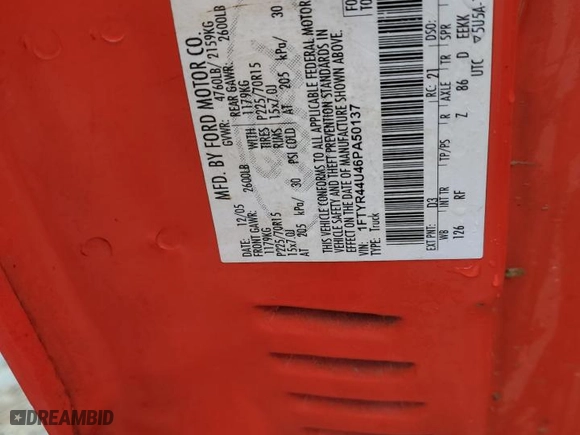 MFD. BY FORD MOTOR CO.
DATE: 12/05 GVWR: 4760LB/ 2159KG
FRONT GAWR: 2600LB REAR GAWR: 2600LB
1179KG WITH 1179KG
P225/70R15 TIRES P225/70R15
15x7.0J RIMS 15x7.0J
AT 205 kPa/ 30 PSI COLD AT 205 kPa/ 30
THIS VEHICLE CONFORMS TO ALL APPLICABLE FEDERAL MOTOR
VEHICLE SAFETY AND THEFT PREVENTION STANDARDS IN
EFFECT ON THE DATE OF MANUFACTURE SHOWN ABOVE.
VIN: 1FTYR44U46PA50137
TYPE: Truck
EXT PNT: D3 RC: 21 DSO:
WB INT TR TP/PS R AXLE TR SPR
126 RF Z 86 D EEKK
UTC
DREAMBID